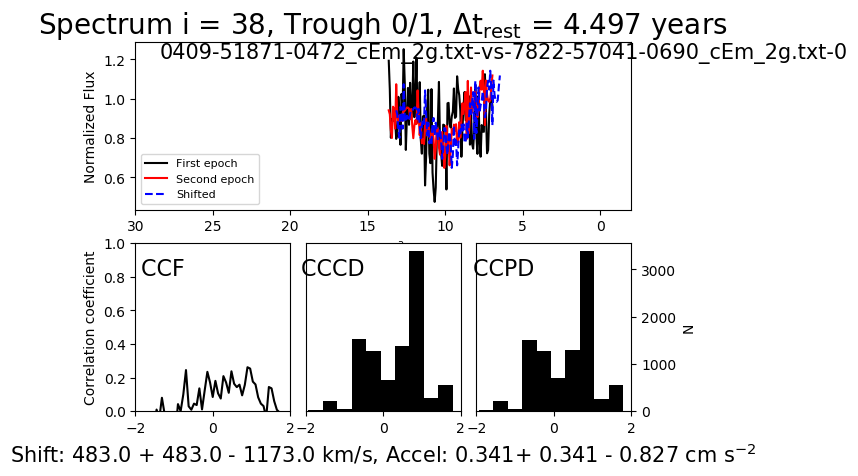 Spectrum i = 38, Trough 0/1, Δt_rest = 4.497 years
0409-51871-0472_cEm_2g.txt-vs-7822-57041-0690_cEm_2g.txt-0
Normalized Flux
1.2
1.0
0.8
0.6
First epoch
Second epoch
Shifted
30 25 20 15 10 5 0
Correlation coefficient
1.0
0.8
0.6
0.4
0.2
0.0
CCF
−2 0 2
CCCD
−2 0 2
CCPD
−2 0 2
3000
2000
1000
0
N
Shift: 483.0 + 483.0 - 1173.0 km/s, Accel: 0.341+ 0.341 - 0.827 cm s⁻²